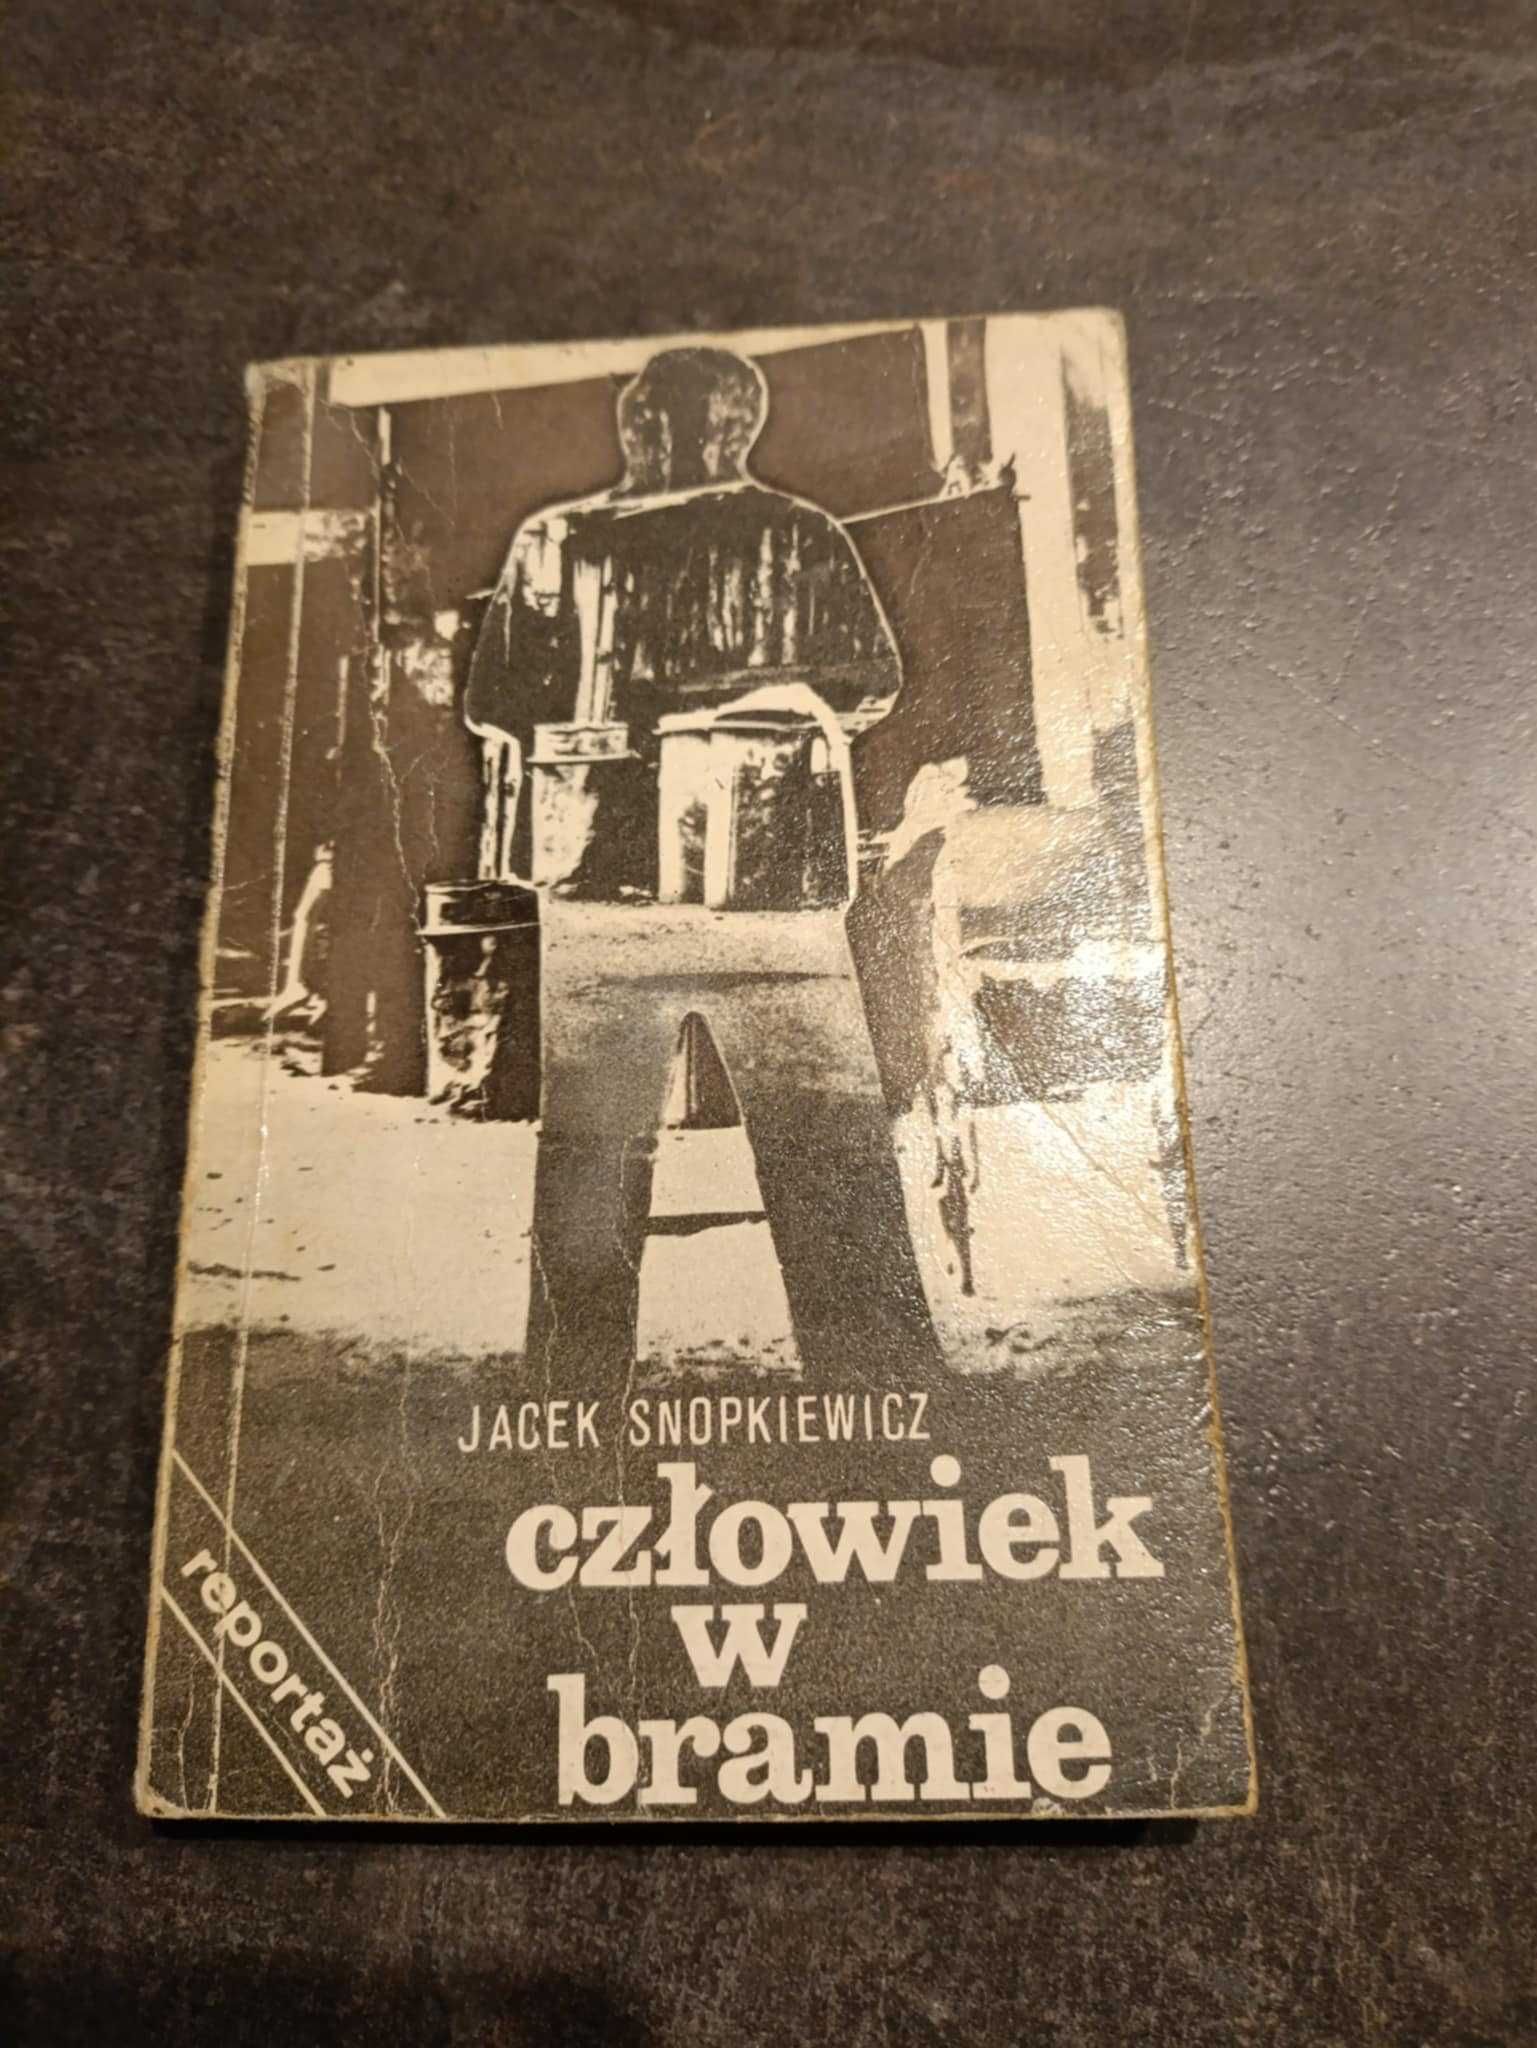 JACEK SNOPKIEWICZ
człowiek
w
bramie
reportaż